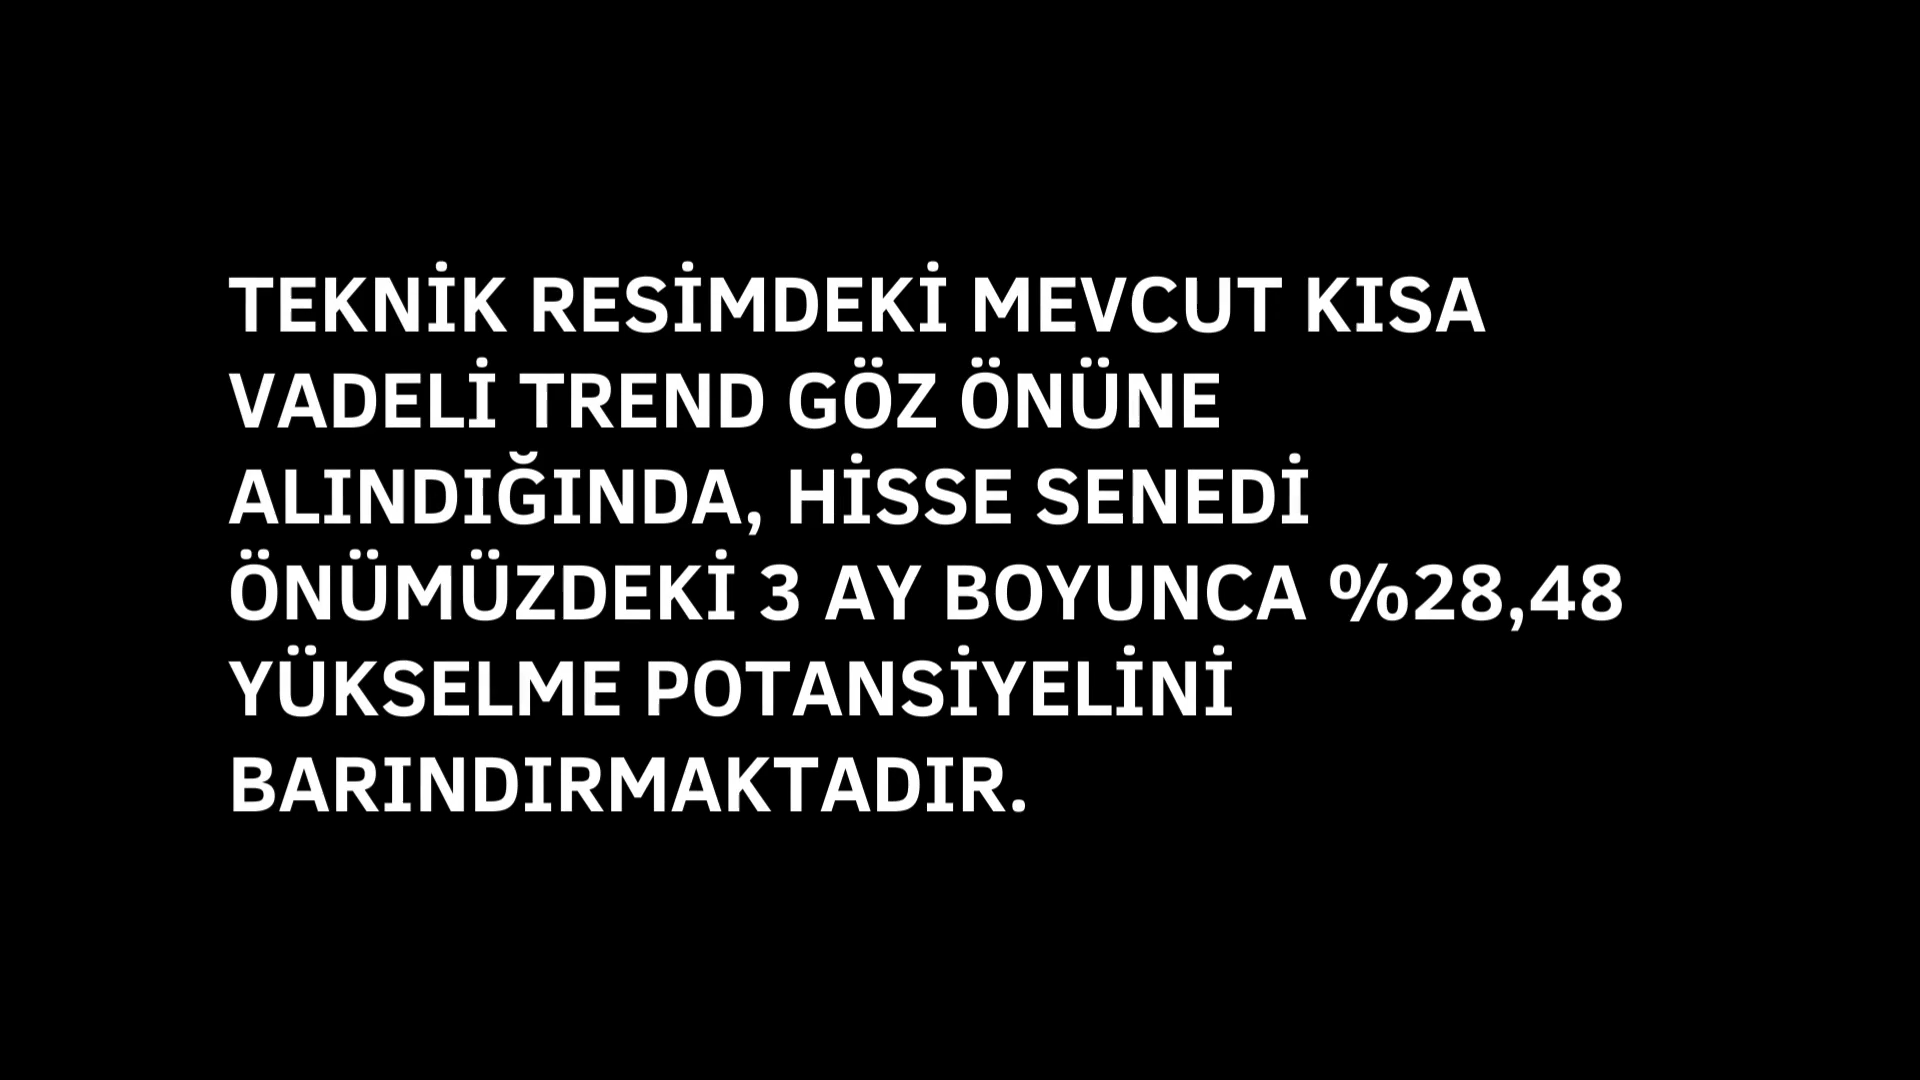 TEKNİK RESİMDEKİ MEVCUT KISA
VADELİ TREND GÖZ ÖNÜNE
ALINDIĞINDA, HİSSE SENEDİ
ÖNÜMÜZDEKİ 3 AY BOYUNCA %28,48
YÜKSELME POTANSİYELİNİ
BARINDIRMAKTADIR.